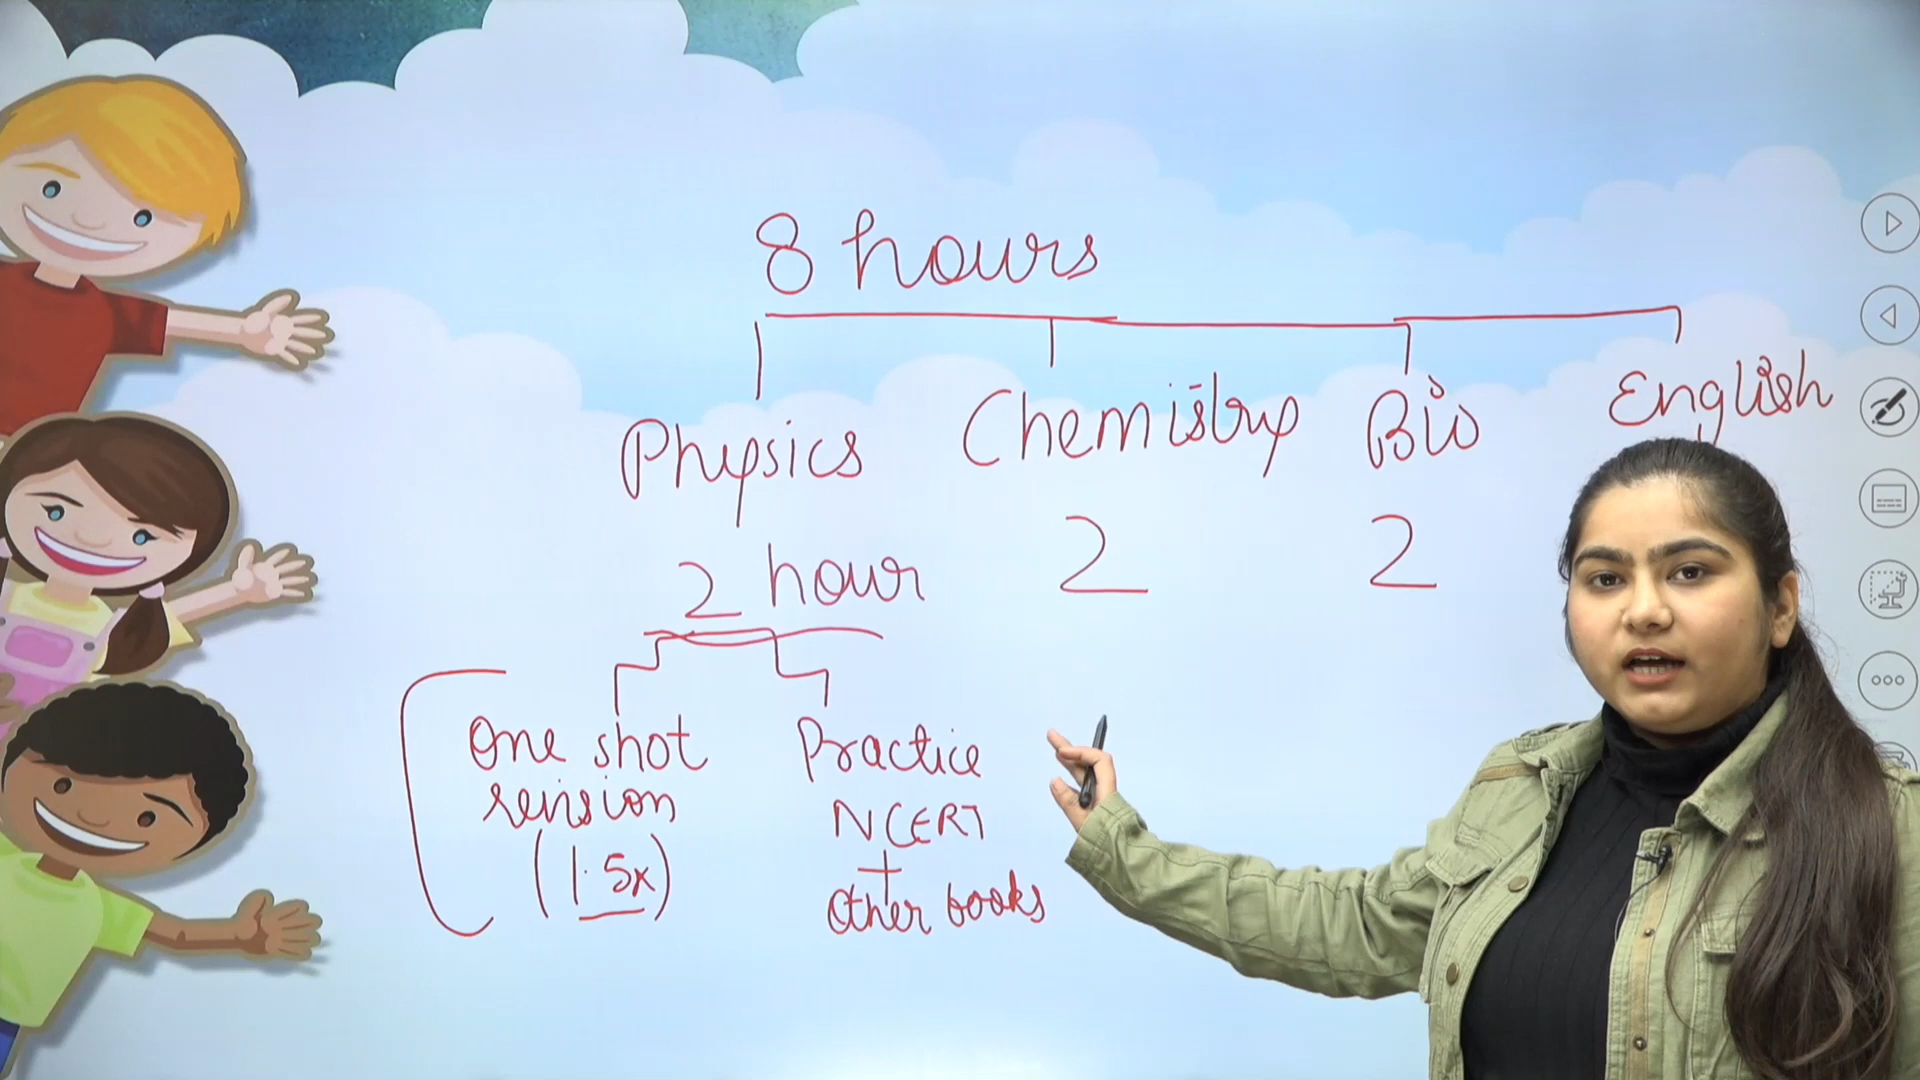 8 hours
Physics Chemistry Bio English
2 hour 2 2
One shot Practice
revision NCERT
(1.5x) +
Other books